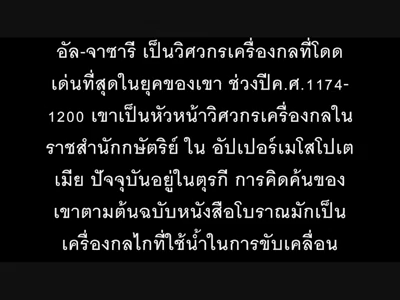 อัล-จาซารี เป็นวิศวกรเครื่องกลที่โดด
เด่นที่สุดในยุคของเขา ช่วงปีค.ศ.1174-
1200 เขาเป็นหัวหน้าวิศวกรเครื่องกลใน
ราชสำนักกษัตริย์ ใน อัปเปอร์เมโสโปเต
เมีย ปัจจุบันอยู่ในตุรกี การคิดค้นของ
เขาตามต้นฉบับหนังสือโบราณมักเป็น
เครื่องกลไกที่ใช้น้ำในการขับเคลื่อน